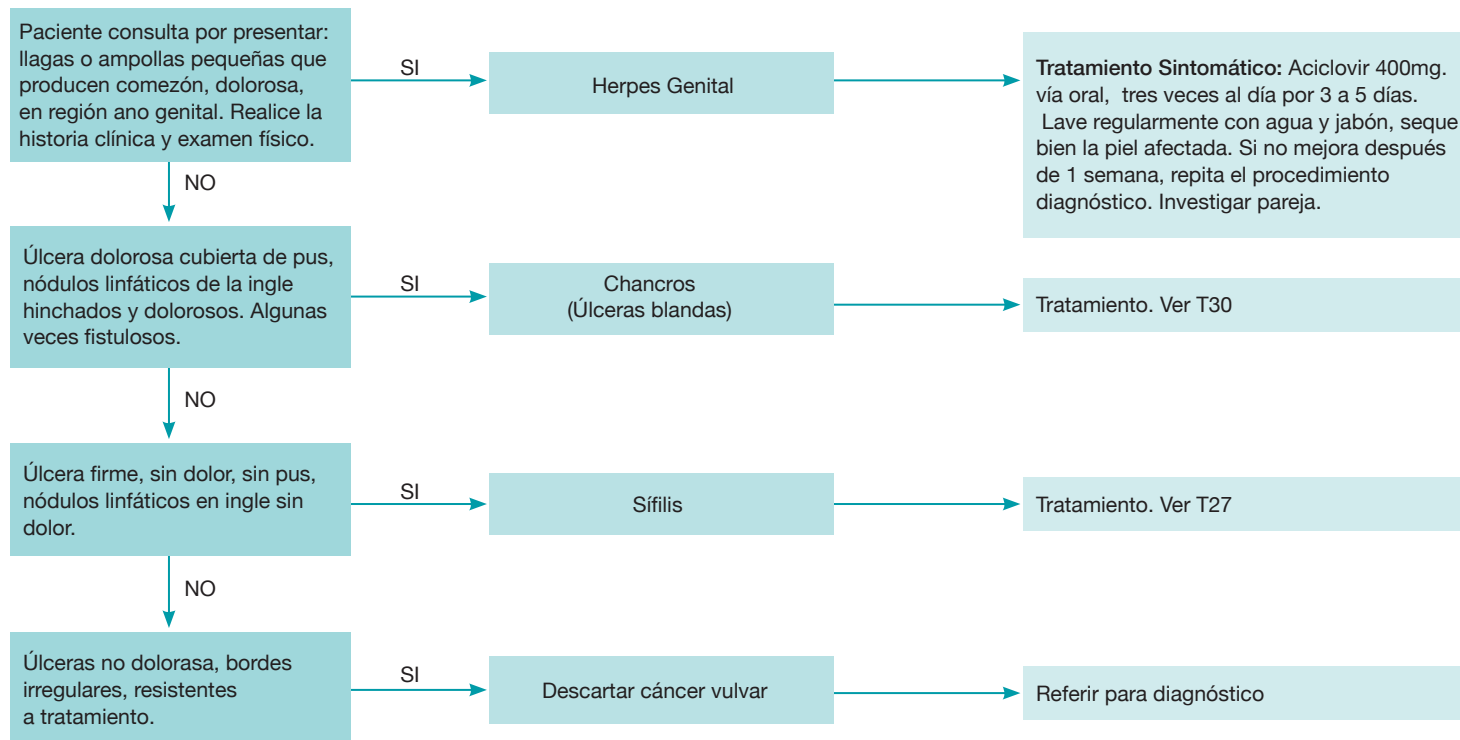 Paciente consulta por presentar:
llagas o ampollas pequeñas que
producen comezón, dolorosa,
en región ano genital. Realice la
historia clínica y examen físico.
SI
Herpes Genital
Tratamiento Sintomático: Aciclovir 400mg.
vía oral, tres veces al día por 3 a 5 días.
Lave regularmente con agua y jabón, seque
bien la piel afectada. Si no mejora después
de 1 semana, repita el procedimiento
diagnóstico. Investigar pareja.
NO
Úlcera dolorosa cubierta de pus,
nódulos linfáticos de la ingle
hinchados y dolorosos. Algunas
veces fistulosos.
SI
Chancros
(Úlceras blandas)
Tratamiento. Ver T30
NO
Úlcera firme, sin dolor, sin pus,
nódulos linfáticos en ingle sin
dolor.
SI
Sífilis
Tratamiento. Ver T27
NO
Úlceras no dolorasa, bordes
irregulares, resistentes
a tratamiento.
SI
Descartar cáncer vulvar
Referir para diagnóstico